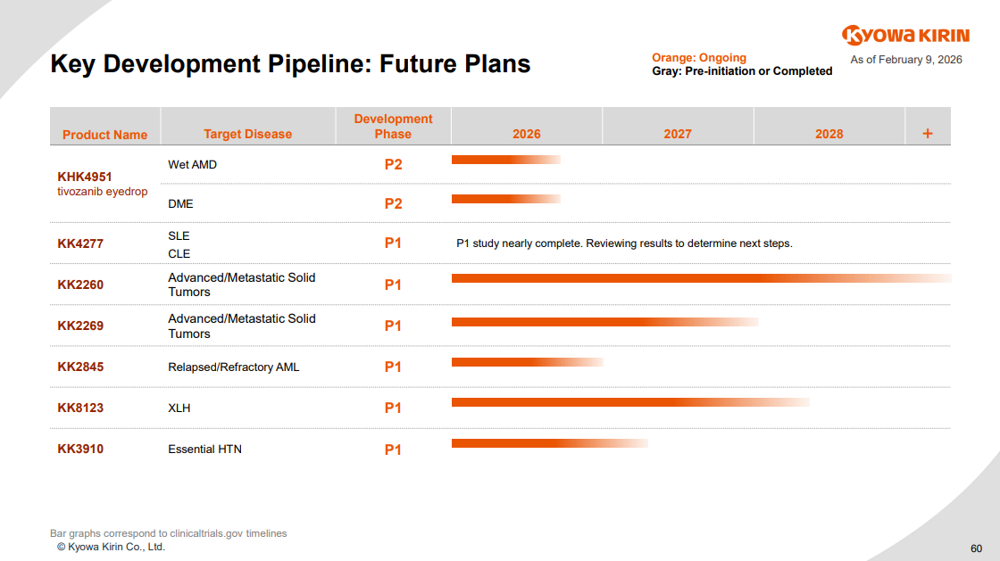 KYOWA KIRIN
Key Development Pipeline: Future Plans
Orange: Ongoing
Gray: Pre-initiation or Completed
As of February 9, 2026
Product Name
Target Disease
Development
Phase
2026
2027
2028
+
KHK4951
tivozanib eyedrop
Wet AMD
P2
DME
P2
KK4277
SLE
CLE
P1
P1 study nearly complete. Reviewing results to determine next steps.
KK2260
Advanced/Metastatic Solid
Tumors
P1
KK2269
Advanced/Metastatic Solid
Tumors
P1
KK2845
Relapsed/Refractory AML
P1
KK8123
XLH
P1
KK3910
Essential HTN
P1
Bar graphs correspond to clinicaltrials.gov timelines
© Kyowa Kirin Co., Ltd.
60